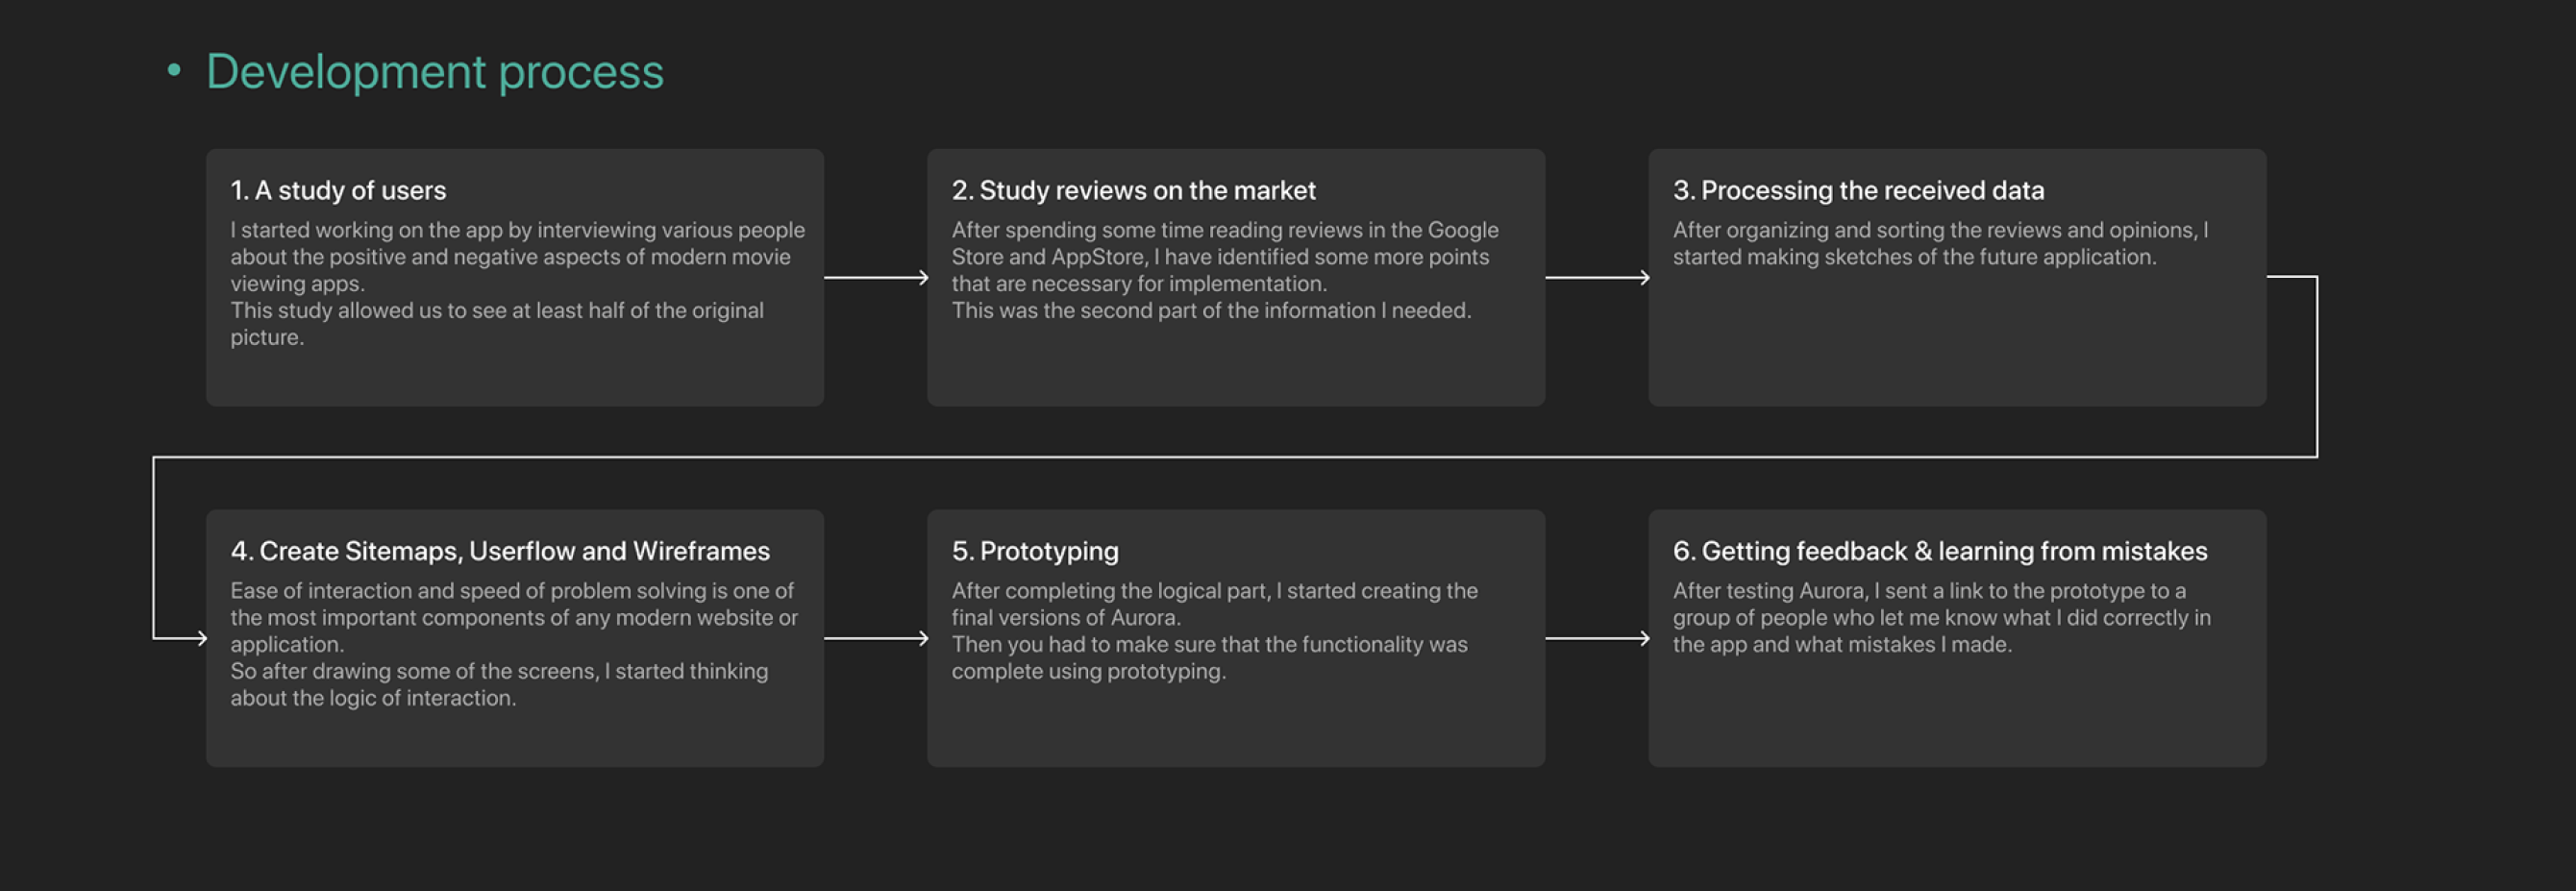 • Development process
1. A study of users
I started working on the app by interviewing various people
about the positive and negative aspects of modern movie
viewing apps.
This study allowed us to see at least half of the original
picture.
2. Study reviews on the market
After spending some time reading reviews in the Google
Store and AppStore, I have identified some more points
that are necessary for implementation.
This was the second part of the information I needed.
3. Processing the received data
After organizing and sorting the reviews and opinions, I
started making sketches of the future application.
4. Create Sitemaps, Userflow and Wireframes
Ease of interaction and speed of problem solving is one of
the most important components of any modern website or
application.
So after drawing some of the screens, I started thinking
about the logic of interaction.
5. Prototyping
After completing the logical part, I started creating the
final versions of Aurora.
Then you had to make sure that the functionality was
complete using prototyping.
6. Getting feedback & learning from mistakes
After testing Aurora, I sent a link to the prototype to a
group of people who let me know what I did correctly in
the app and what mistakes I made.